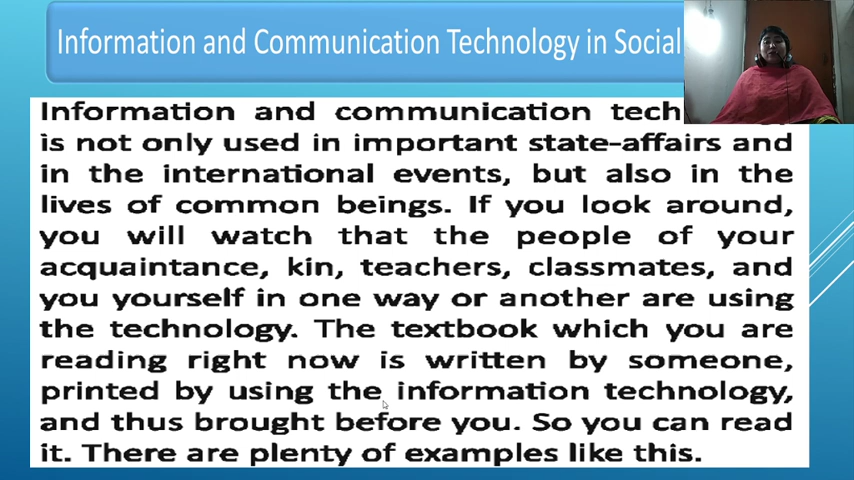 Information and Communication Technology in Social
Information and communication tech
is not only used in important state-affairs and
in the international events, but also in the
lives of common beings. If you look around,
you will watch that the people of your
acquaintance, kin, teachers, classmates, and
you yourself in one way or another are using
the technology. The textbook which you are
reading right now is written by someone,
printed by using the information technology,
and thus brought before you. So you can read
it. There are plenty of examples like this.